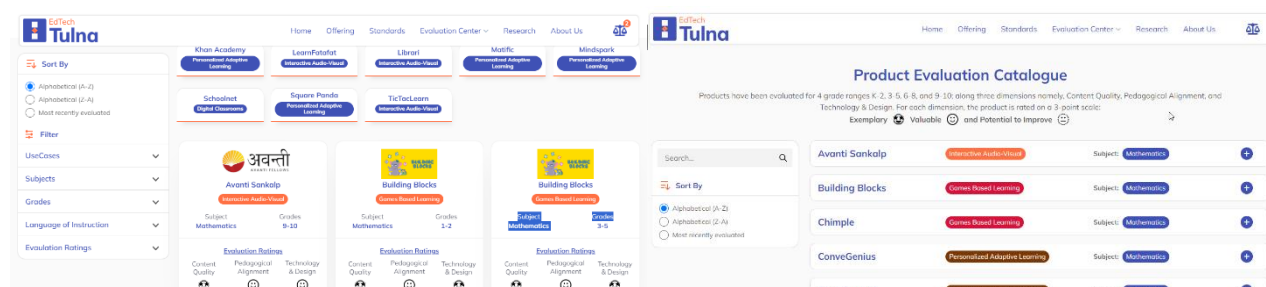 EdTech
Tulna
Home Offering Standards Evaluation Center Research About Us
2
Sort By
Alphabetical (A-Z)
Alphabetical (Z-A)
Most recently evaluated
Filter
UseCases
Subjects
Grades
Language of Instruction
Evaulation Ratings
Khan Academy
Personalized Adaptive Learning
LearnFatafat
Interactive Audio-Visual
Librari
Interactive Audio-Visual
Matific
Personalized Adaptive Learning
Mindspark
Personalized Adaptive Learning
Schoolnet
Digital Classrooms
Square Panda
Personalized Adaptive Learning
TicTacLearn
Interactive Audio-Visual
अवन्ती
AVANTI FELLOWS
Avanti Sankalp
Interactive Audio-Visual
Subject Grades
Mathematics 9-10
Evaluation Ratings
Content Quality Pedagogical Alignment Technology & Design
BUILDING BLOCKS
Building Blocks
Games Based Learning
Subject Grades
Mathematics 1-2
Evaluation Ratings
Content Quality Pedagogical Alignment Technology & Design
BUILDING BLOCKS
Building Blocks
Games Based Learning
Subject Grades
Mathematics 3-5
Evaluation Ratings
Content Quality Pedagogical Alignment Technology & Design
EdTech
Tulna
Home Offering Standards Evaluation Center Research About Us
Product Evaluation Catalogue
Products have been evaluated for 4 grade ranges K-2, 3-5, 6-8, and 9-10; along three dimensions namely, Content Quality, Pedagogical Alignment, and
Technology & Design. For each dimension, the product is rated on a 3-point scale:
Exemplary Valuable and Potential to Improve
Search...
Sort By
Alphabetical (A-Z)
Alphabetical (Z-A)
Most recently evaluated
Avanti Sankalp Interactive Audio-Visual Subject: Mathematics
Building Blocks Games Based Learning Subject: Mathematics
Chimple Games Based Learning Subject: Mathematics
ConveGenius Personalized Adaptive Learning Subject: Mathematics